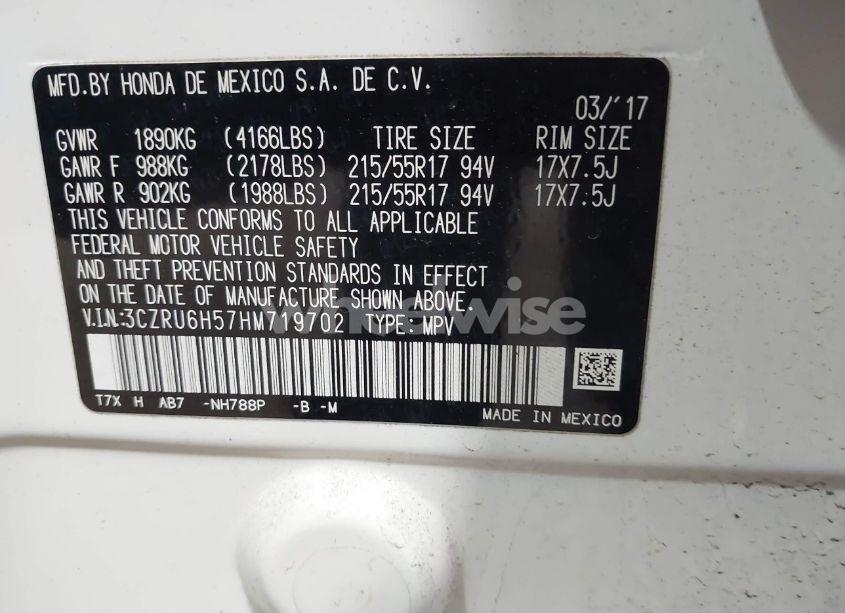 MFD.BY HONDA DE MEXICO S.A. DE C.V.
03/'17
GVWR 1890KG (4166LBS) TIRE SIZE RIM SIZE
GAWR F 988KG (2178LBS) 215/55R17 94V 17X7.5J
GAWR R 902KG (1988LBS) 215/55R17 94V 17X7.5J
THIS VEHICLE CONFORMS TO ALL APPLICABLE
FEDERAL MOTOR VEHICLE SAFETY
AND THEFT PREVENTION STANDARDS IN EFFECT
ON THE DATE OF MANUFACTURE SHOWN ABOVE.
V.I.N.:3CZRU6H57HM719702 TYPE: MPV
T7X H AB7 -NH788P -B -M
MADE IN MEXICO
wheelwise